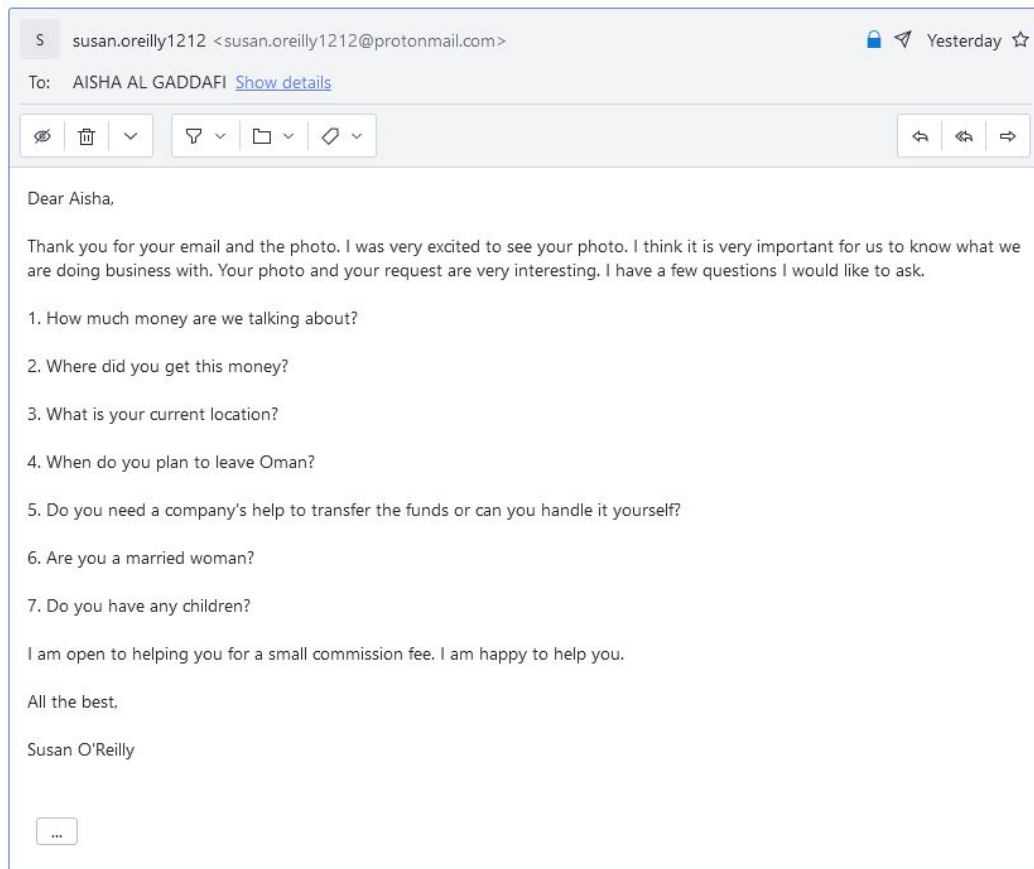 S susan.oreilly1212 <susan.oreilly1212@protonmail.com> Yesterday
To: AISHA AL GADDAFI Show details
Dear Aisha,
Thank you for your email and the photo. I was very excited to see your photo. I think it is very important for us to know what we
are doing business with. Your photo and your request are very interesting. I have a few questions I would like to ask.
1. How much money are we talking about?
2. Where did you get this money?
3. What is your current location?
4. When do you plan to leave Oman?
5. Do you need a company's help to transfer the funds or can you handle it yourself?
6. Are you a married woman?
7. Do you have any children?
I am open to helping you for a small commission fee. I am happy to help you.
All the best,
Susan O'Reilly
...